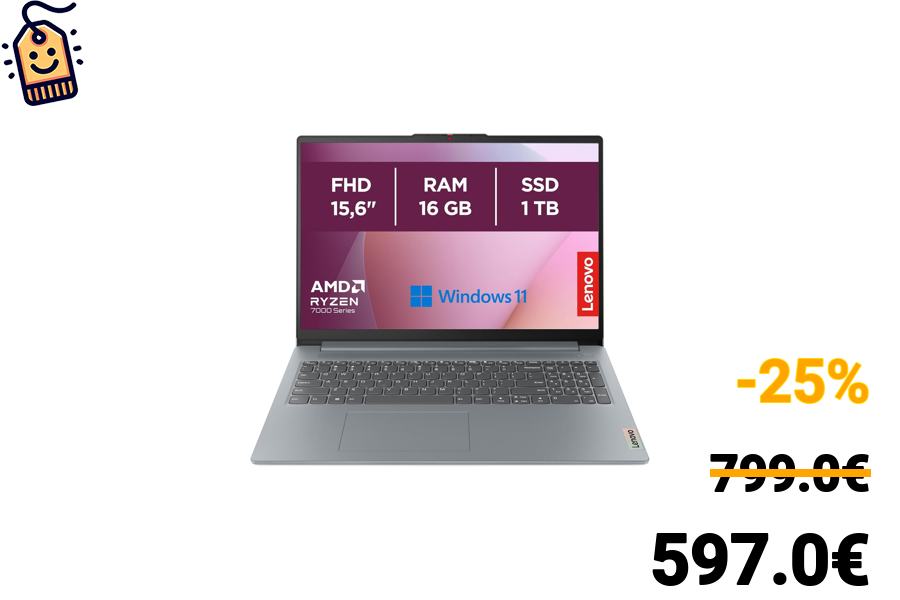 FHD
15,6"
RAM
16 GB
SSD
1 TB
AMD
RYZEN
7000 Series
Windows 11
Lenovo
Lenovo
-25%
799.0€
597.0€